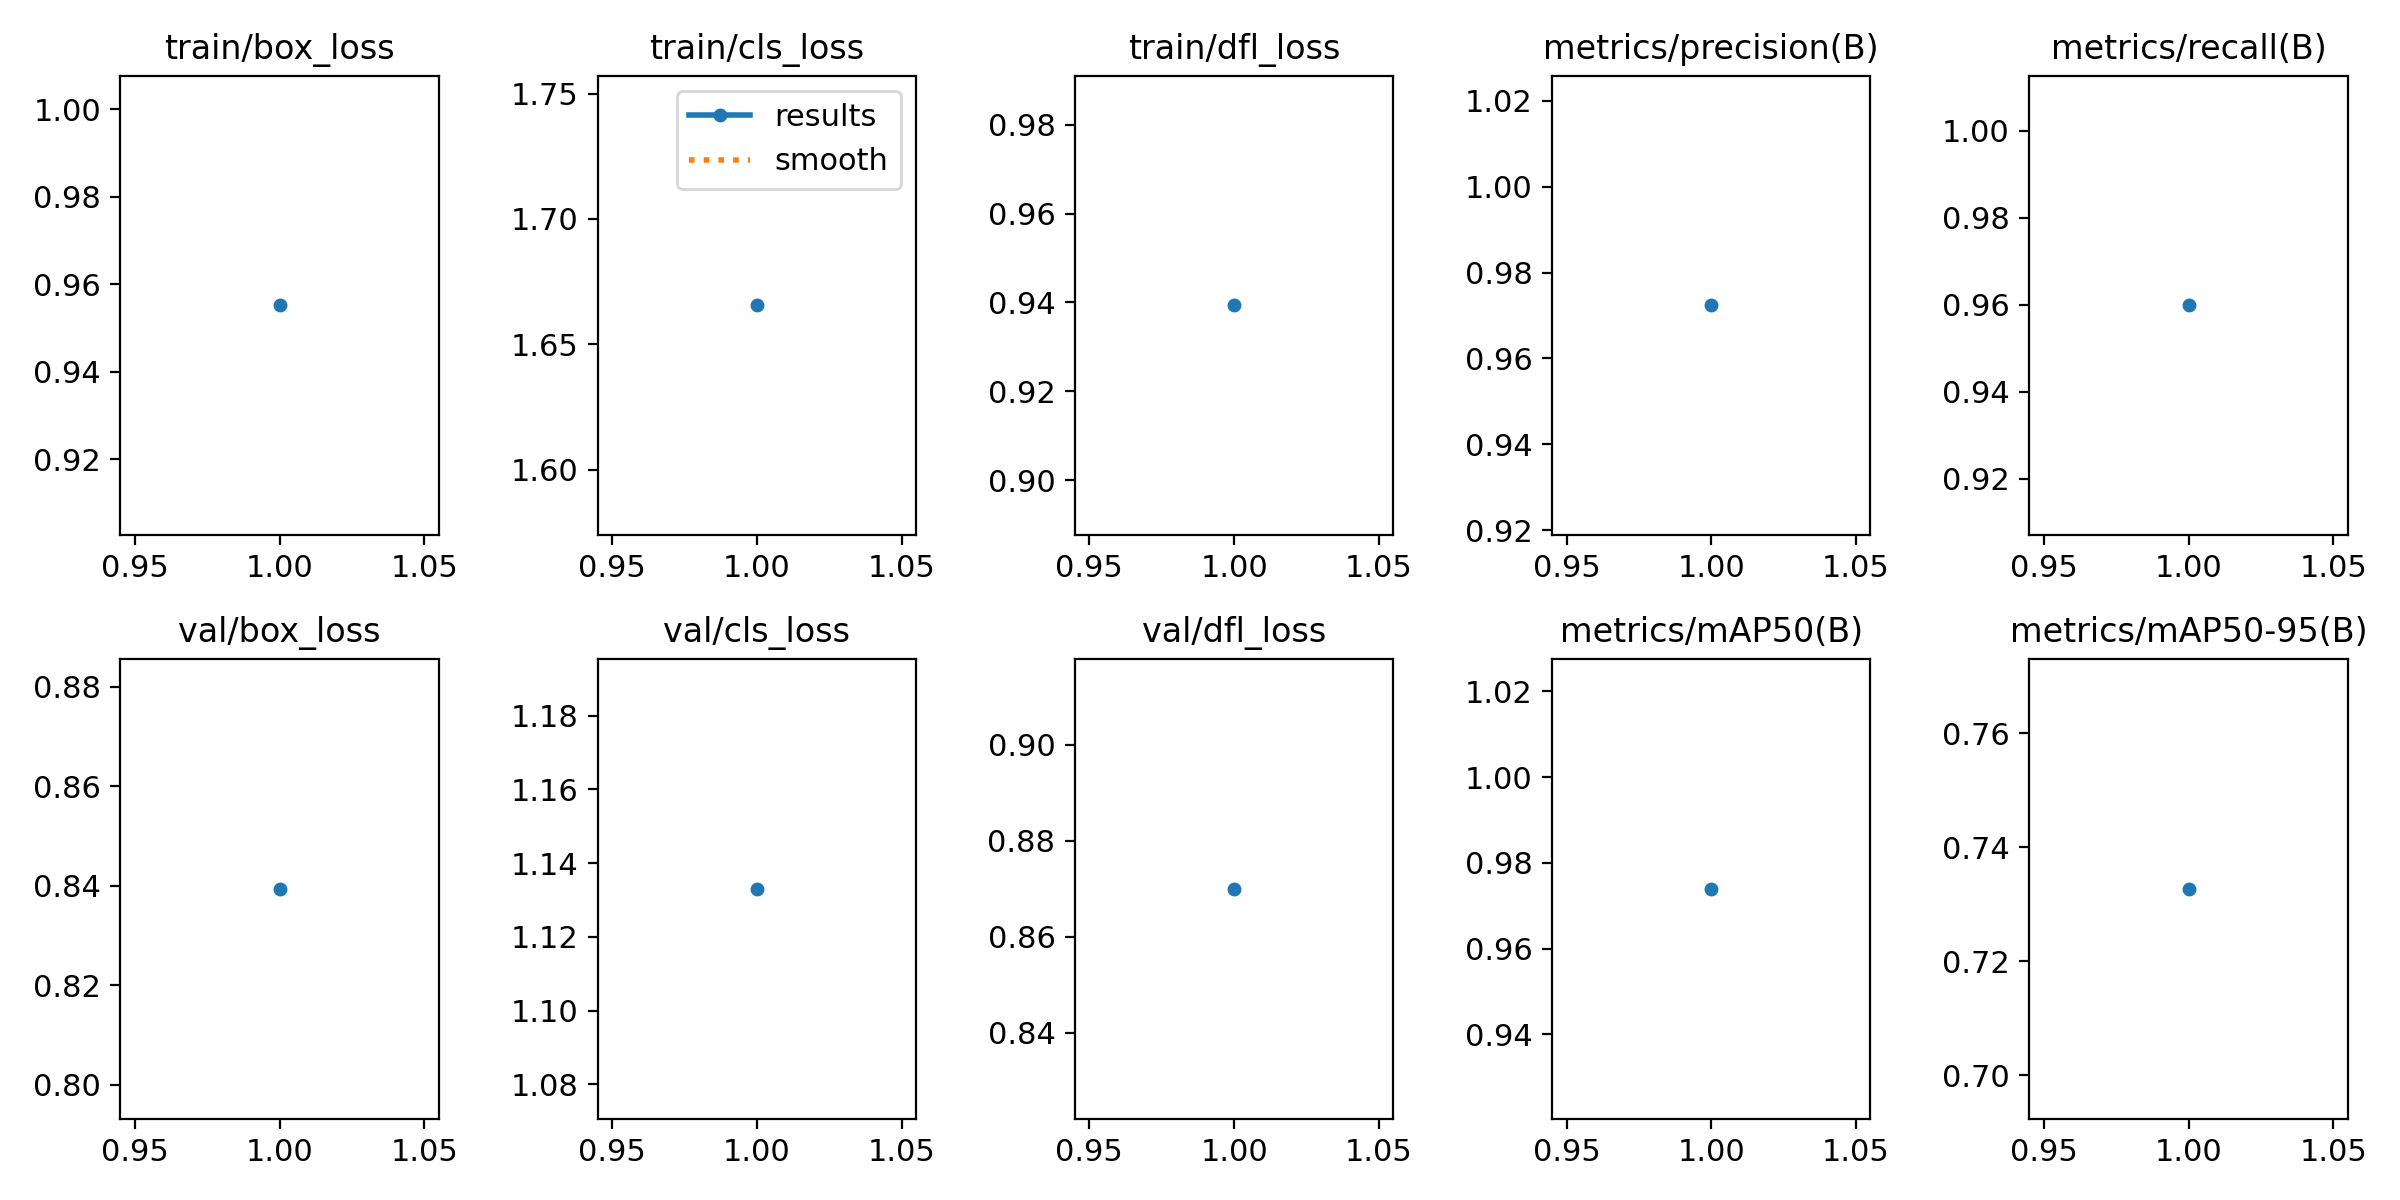 train/box_loss
1.00
0.98
0.96
0.94
0.92
0.95 1.00 1.05
train/cls_loss
results
smooth
1.75
1.70
1.65
1.60
0.95 1.00 1.05
train/dfl_loss
0.98
0.96
0.94
0.92
0.90
0.95 1.00 1.05
metrics/precision(B)
1.02
1.00
0.98
0.96
0.94
0.92
0.95 1.00 1.05
metrics/recall(B)
1.00
0.98
0.96
0.94
0.92
0.95 1.00 1.05
val/box_loss
0.88
0.86
0.84
0.82
0.80
0.95 1.00 1.05
val/cls_loss
1.18
1.16
1.14
1.12
1.10
1.08
0.95 1.00 1.05
val/dfl_loss
0.90
0.88
0.86
0.84
0.95 1.00 1.05
metrics/mAP50(B)
1.02
1.00
0.98
0.96
0.94
0.95 1.00 1.05
metrics/mAP50-95(B)
0.76
0.74
0.72
0.70
0.95 1.00 1.05